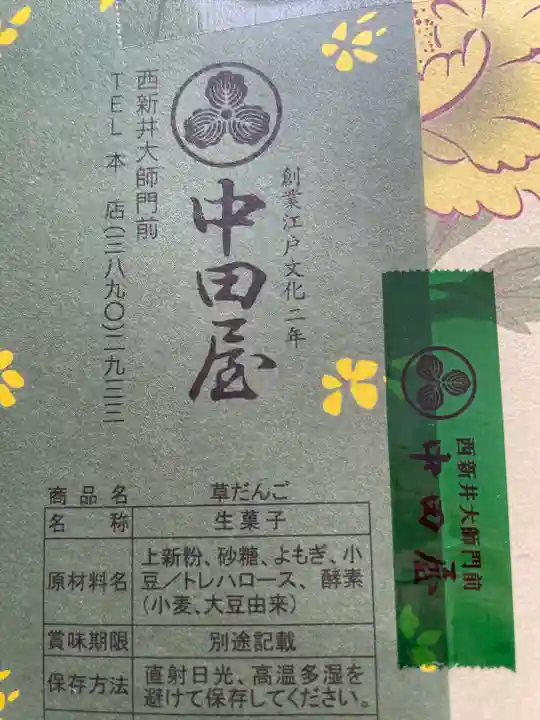 創業江戸文化二年
中田屋
西新井大師門前
TEL 本 店(三八九〇)二九三三
西新井大師門前
中田屋
商品名 草だんご
名 称 生菓子
原材料名 上新粉、砂糖、よもぎ、小
豆/トレハロース、酵素
(小麦、大豆由来)
賞味期限 別途記載
保存方法 直射日光、高温多湿を
避けて保存してください。